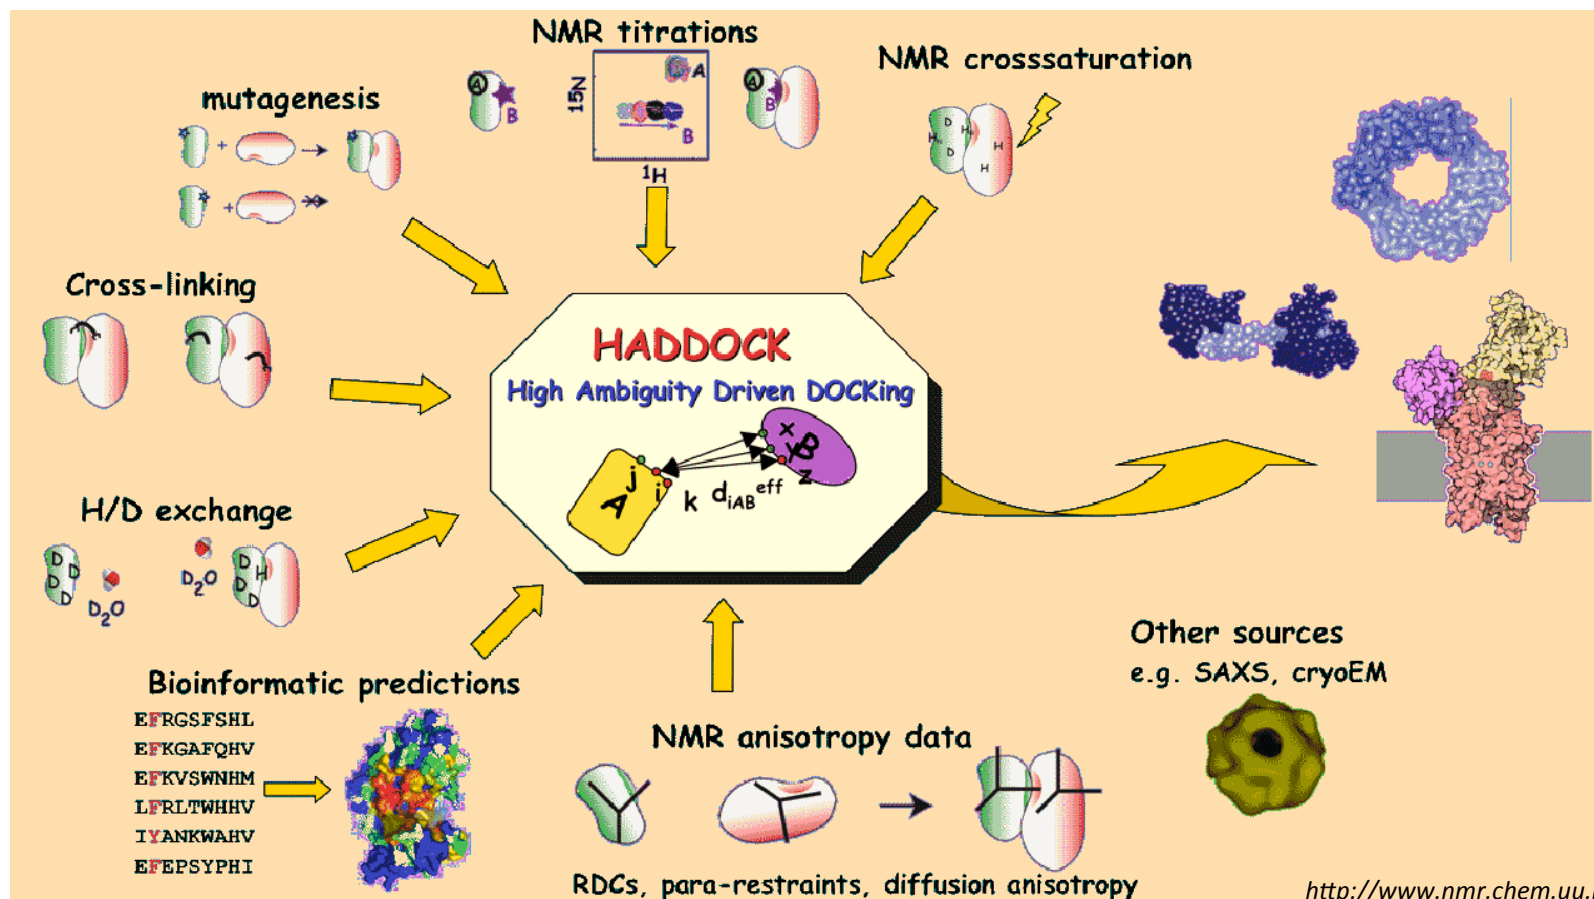 NMR titrations
NMR crosssaturation
mutagenesis
A
B
15N
A
B
1H
A
B
D
H
HN
D
H
H
+
+
Cross-linking
HADDOCK
High Ambiguity Driven DOCKing
A
j
i
k
diABeff
x
y
B
z
H/D exchange
D
D
D
D
D2O
D2O
D
H
D
D
Bioinformatic predictions
EFRGSFSHL
EFKGAFQHV
EFKVSWNHM
LFRLTWHHV
IYANKWAHV
EFEPSYPHI
NMR anisotropy data
RDCs, para-restraints, diffusion anisotropy
Other sources
e.g. SAXS, cryoEM
http://www.nmr.chem.uu.